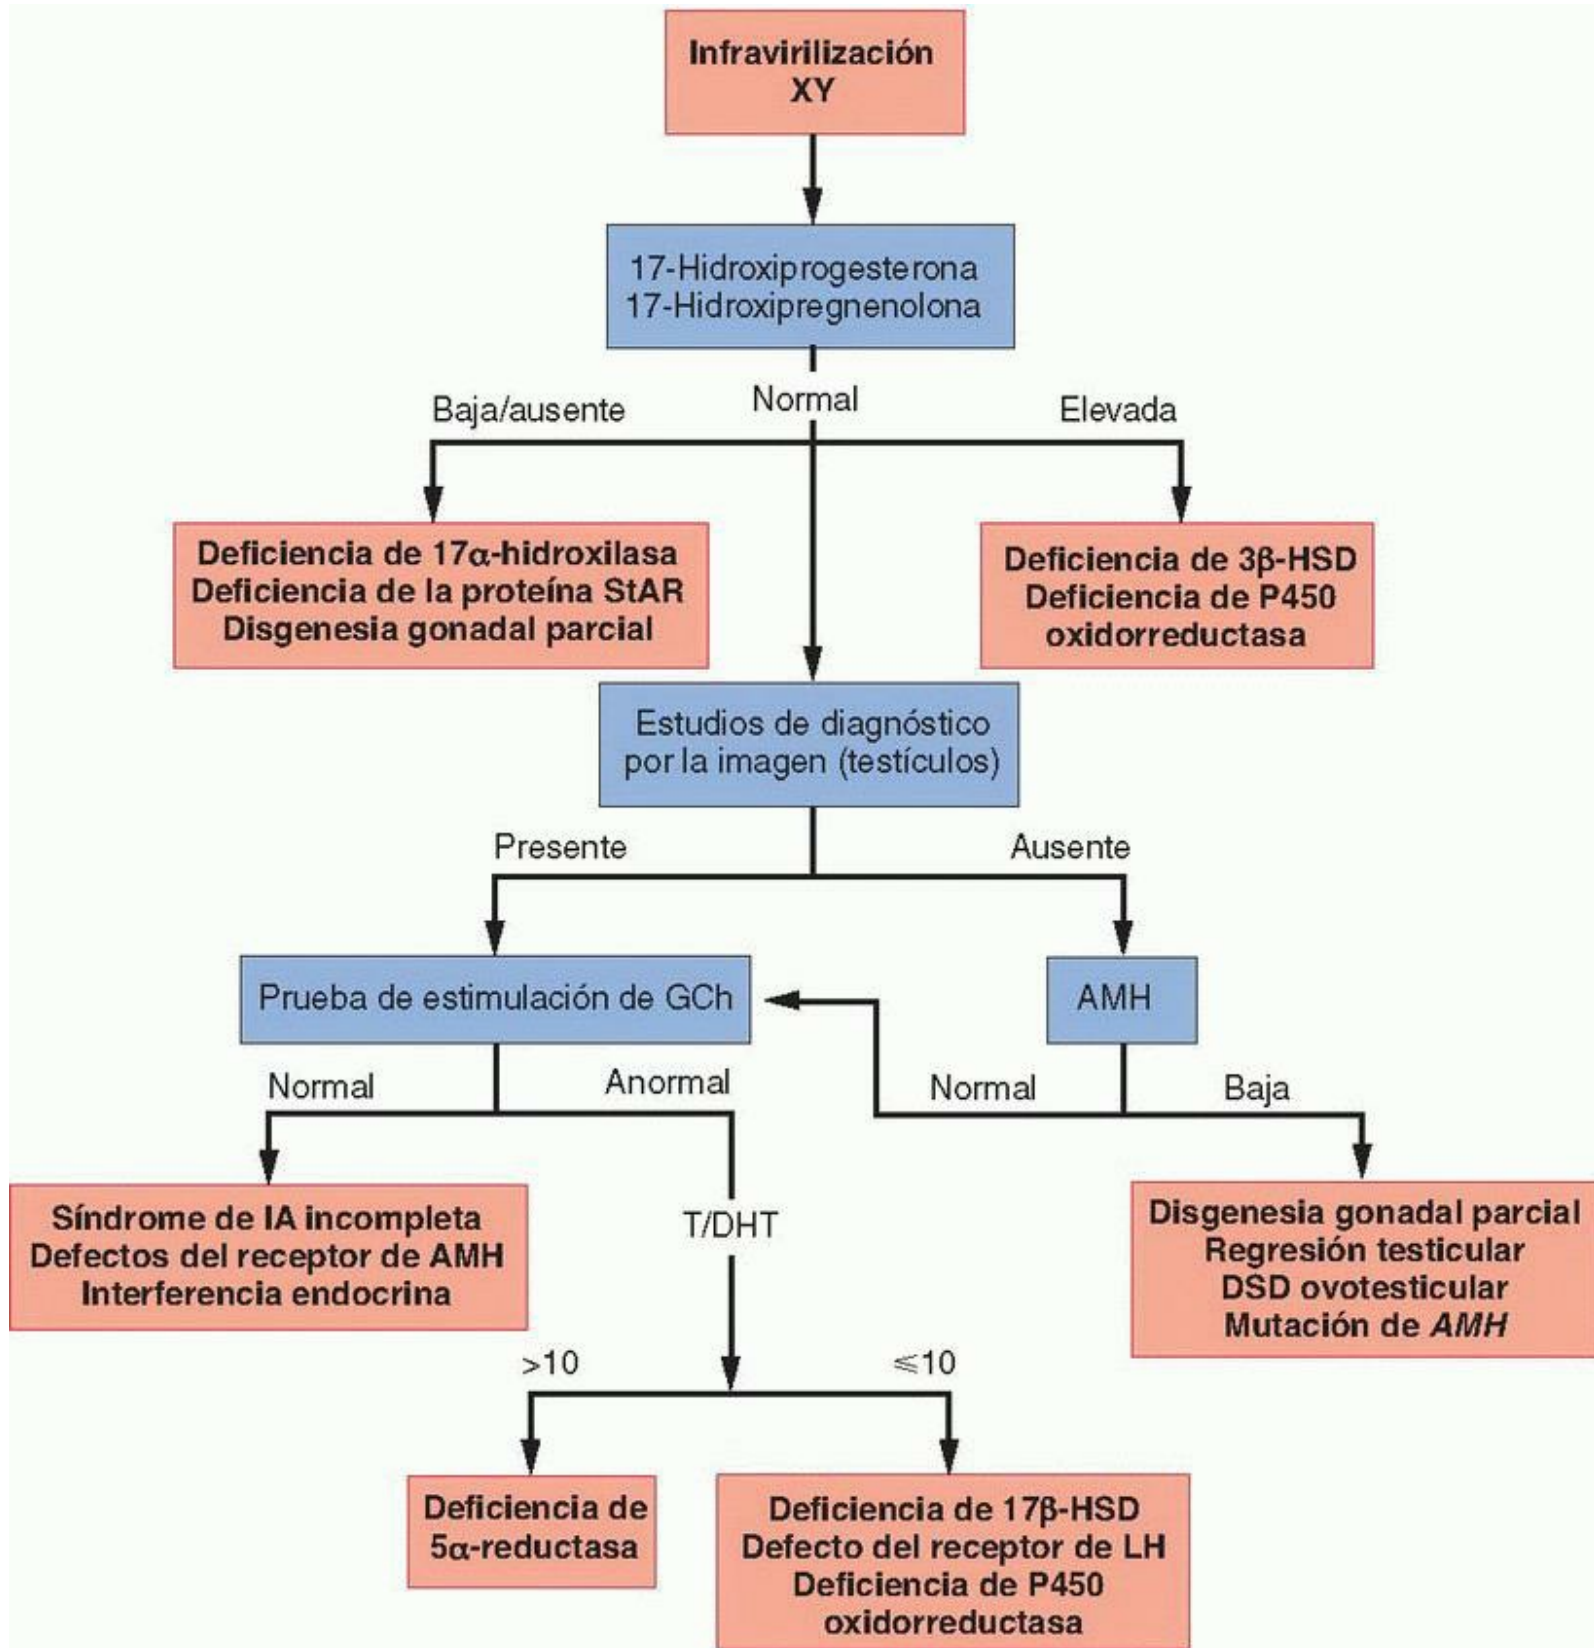 Infravirilización
XY
17-Hidroxiprogesterona
17-Hidroxipregnenolona
Baja/ausente
Normal
Elevada
Deficiencia de 17α-hidroxilasa
Deficiencia de la proteína StAR
Disgenesia gonadal parcial
Deficiencia de 3β-HSD
Deficiencia de P450
oxidorreductasa
Estudios de diagnóstico
por la imagen (testículos)
Presente
Ausente
Prueba de estimulación de GCh
AMH
Normal
Anormal
Normal
Baja
Síndrome de IA incompleta
Defectos del receptor de AMH
Interferencia endocrina
T/DHT
Disgenesia gonadal parcial
Regresión testicular
DSD ovotesticular
Mutación de AMH
>10
⩽10
Deficiencia de
5α-reductasa
Deficiencia de 17β-HSD
Defecto del receptor de LH
Deficiencia de P450
oxidorreductasa